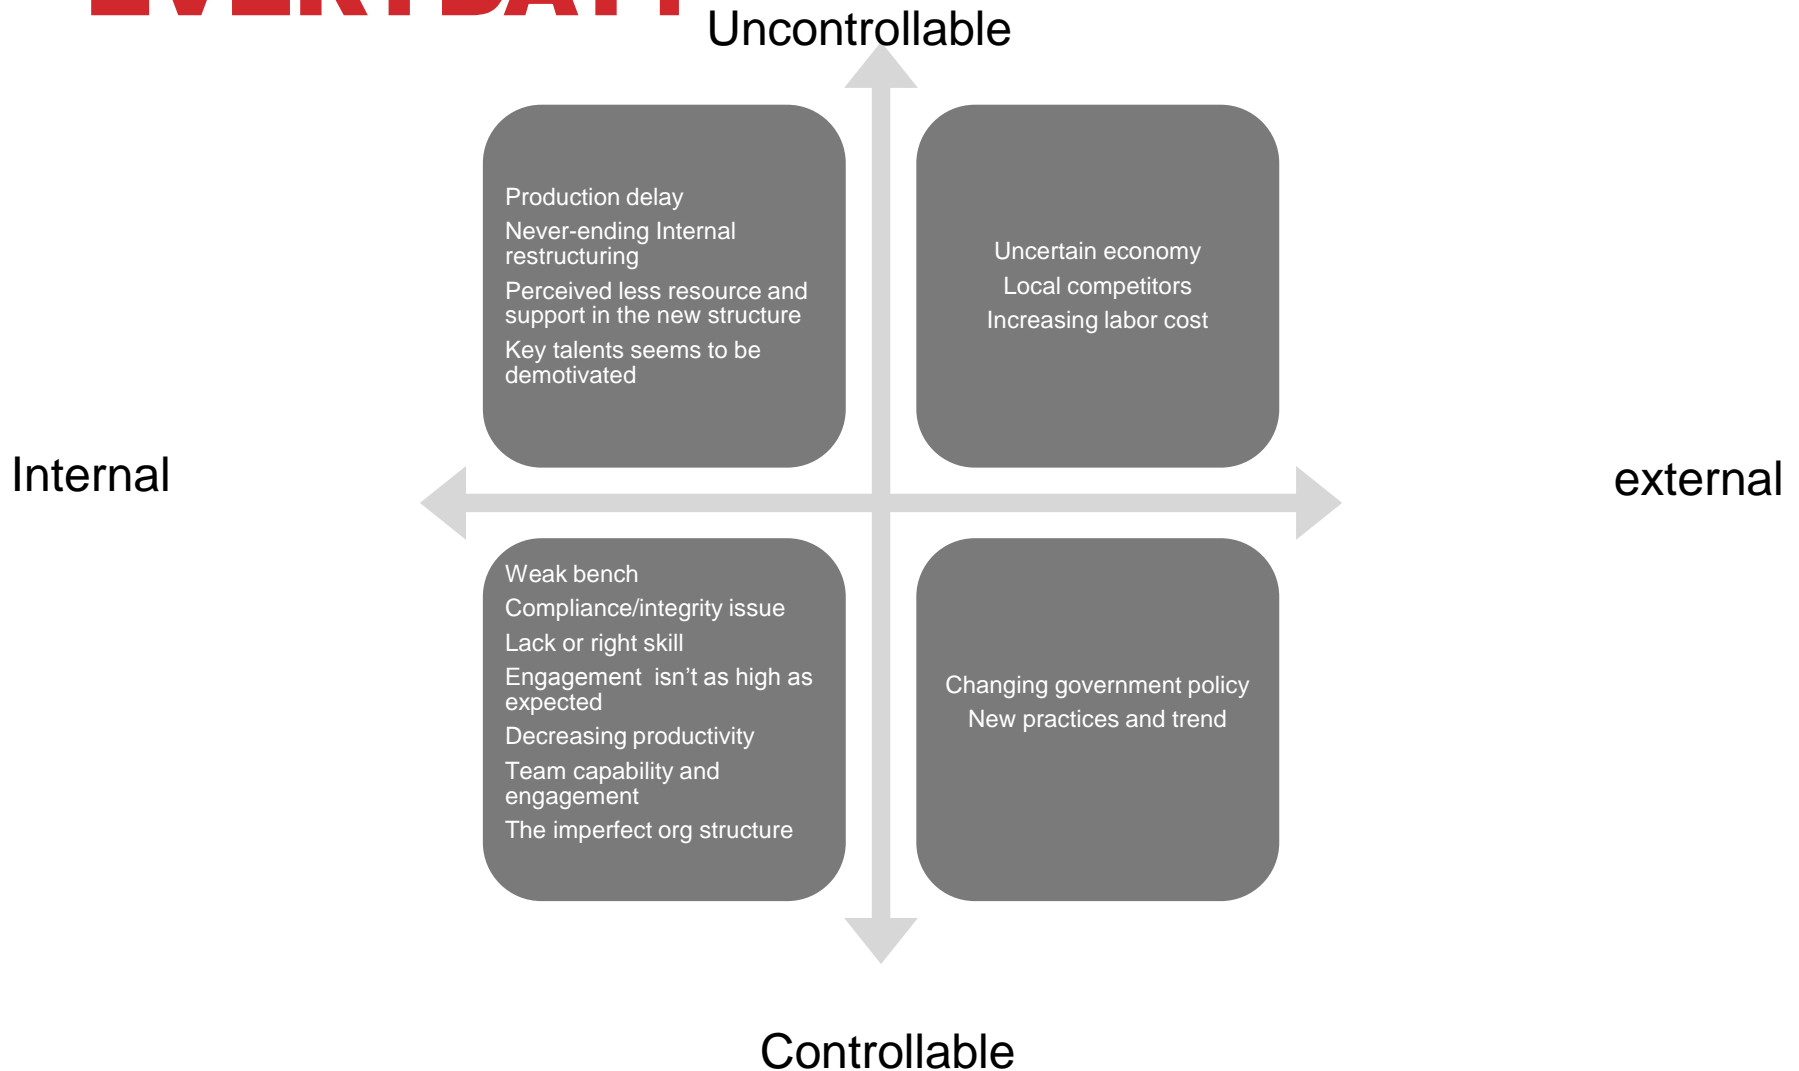 EVERYDAY?
Uncontrollable
Production delay
Never-ending Internal
restructuring
Perceived less resource and
support in the new structure
Key talents seems to be
demotivated
Uncertain economy
Local competitors
Increasing labor cost
Internal
external
Weak bench
Compliance/integrity issue
Lack or right skill
Engagement  isn’t as high as
expected
Decreasing productivity
Team capability and
engagement
The imperfect org structure
Changing government policy
New practices and trend
Controllable